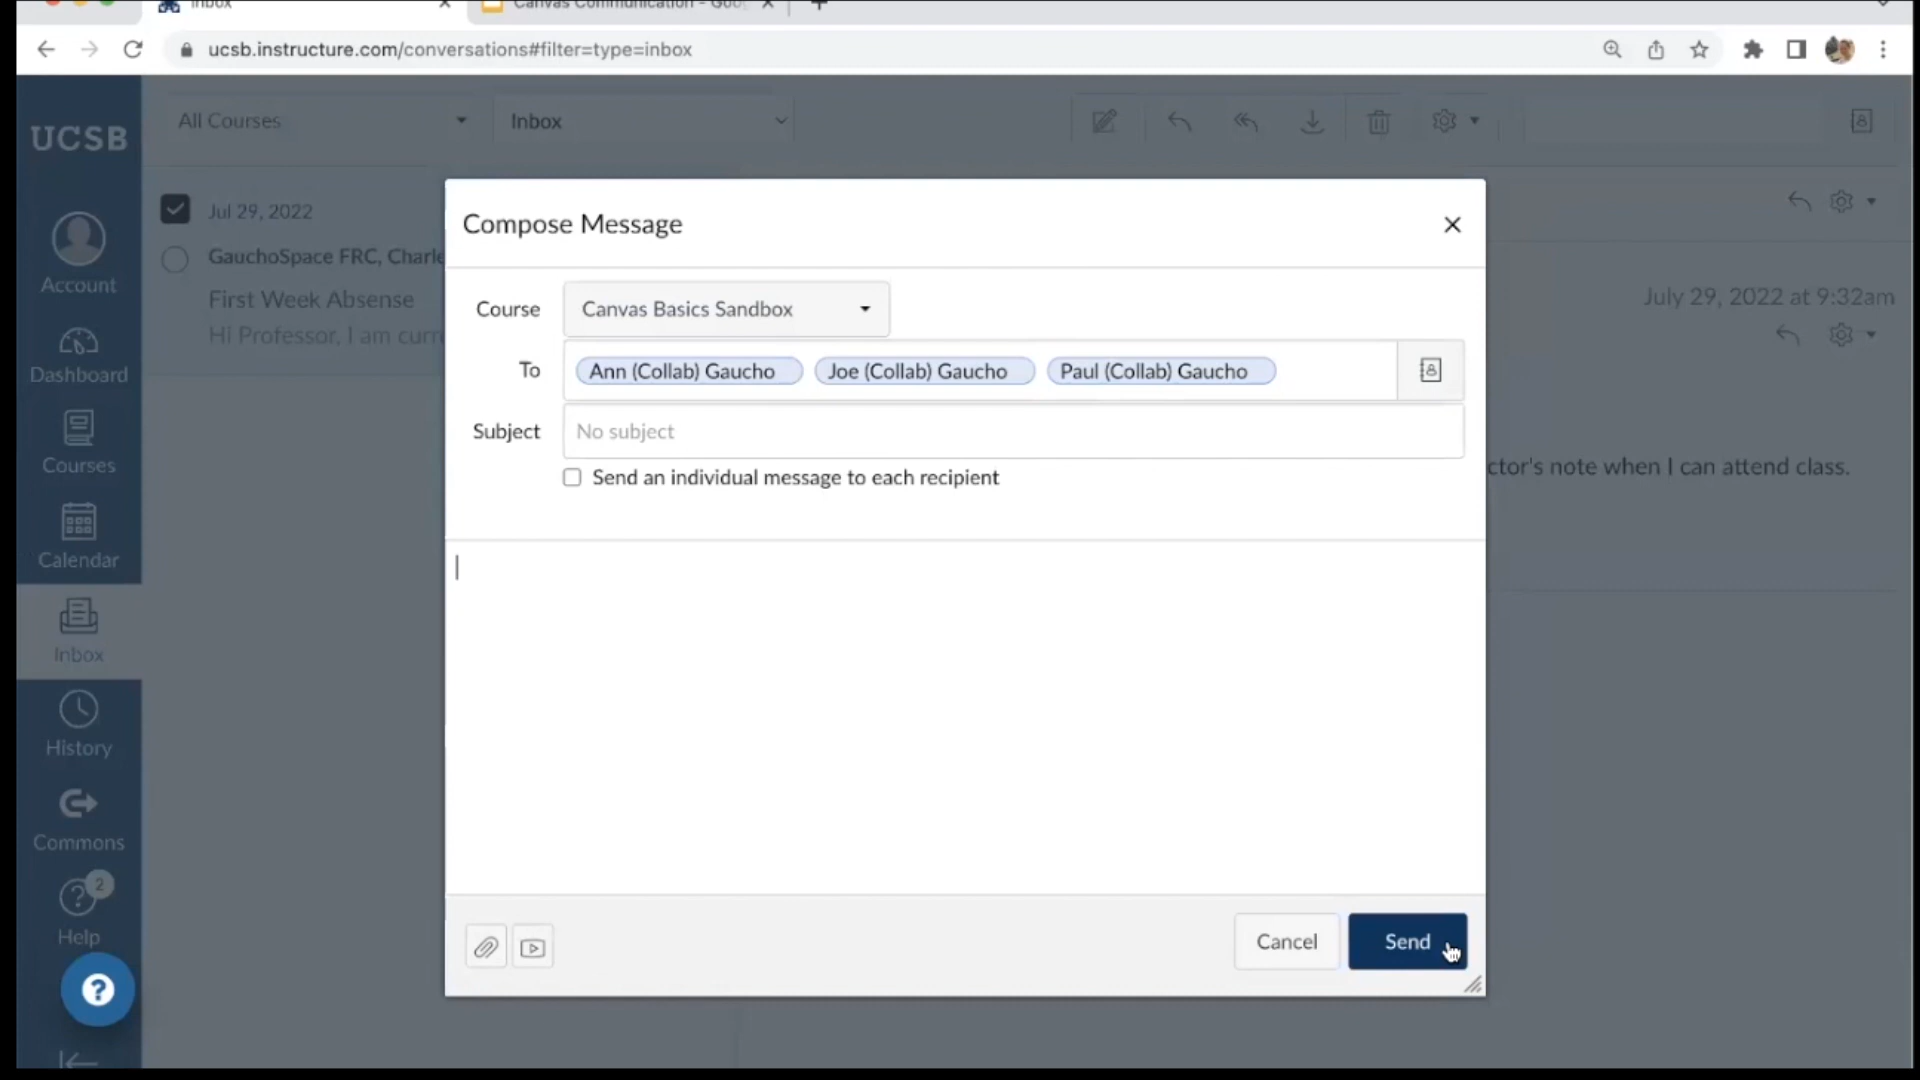 Inbox
Canvas Communication - Goo
ucsb.instructure.com/conversations#filter=type=inbox
UCSB
All Courses
Inbox
Jul 29, 2022
GauchoSpace FRC, Charle
First Week Absense
Hi Professor, I am curr
July 29, 2022 at 9:32am
ctor's note when I can attend class.
Account
Dashboard
Courses
Calendar
Inbox
History
Commons
2
Help
?
Compose Message
Course
Canvas Basics Sandbox
To
Ann (Collab) Gaucho
Joe (Collab) Gaucho
Paul (Collab) Gaucho
Subject
No subject
Send an individual message to each recipient
Cancel
Send